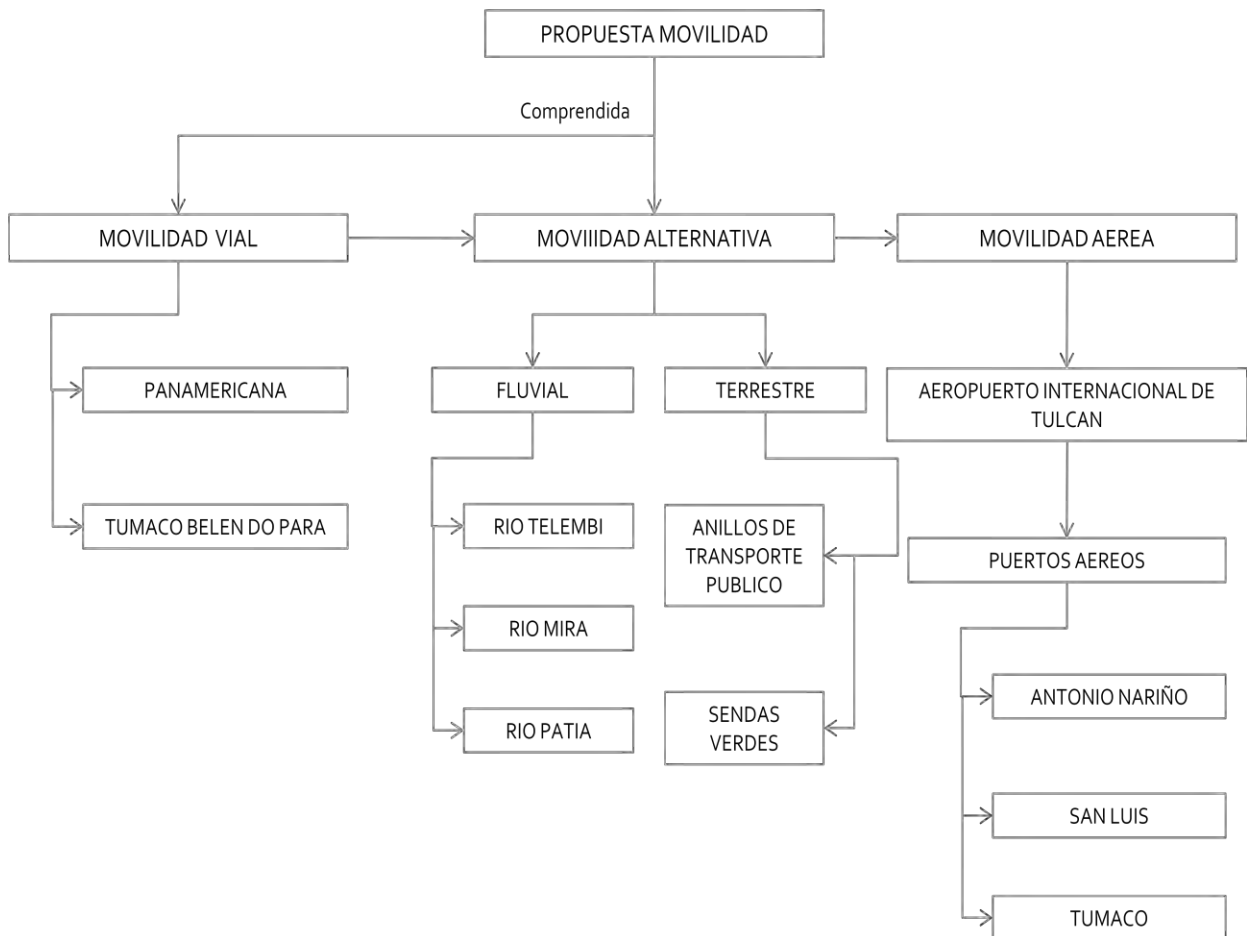 PROPUESTA MOVILIDAD
Comprendida
MOVILIDAD VIAL
MOVIIIDAD ALTERNATIVA
MOVILIDAD AEREA
PANAMERICANA
FLUVIAL
TERRESTRE
AEROPUERTO INTERNACIONAL DE
TULCAN
TUMACO BELEN DO PARA
RIO TELEMBI
ANILLOS DE
TRANSPORTE
PUBLICO
PUERTOS AEREOS
RIO MIRA
RIO PATIA
SENDAS
VERDES
ANTONIO NARIÑO
SAN LUIS
TUMACO